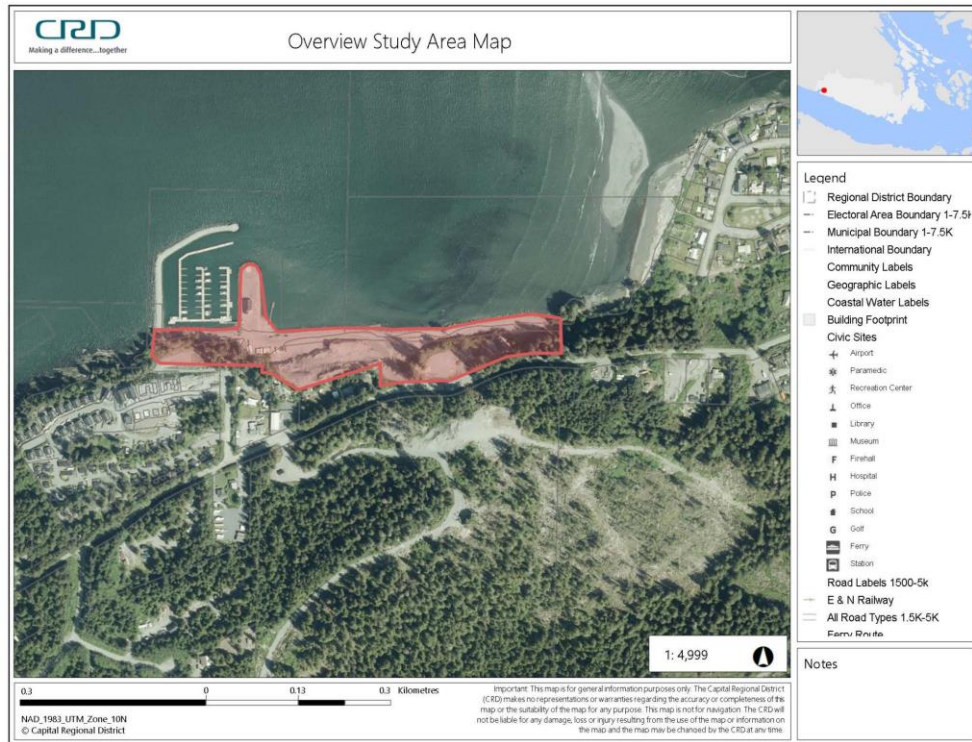 CRD
Making a difference...together
Overview Study Area Map
Legend
Regional District Boundary
Electoral Area Boundary 1-7.5K
Municipal Boundary 1-7.5K
International Boundary
Community Labels
Geographic Labels
Coastal Water Labels
Building Footprint
Civic Sites
Airport
Paramedic
Recreation Center
Office
Library
Museum
F Firehall
H Hospital
P Police
School
G Golf
Ferry
Station
Road Labels 1500-5k
E & N Railway
All Road Types 1.5K-5K
Ferry Route
1: 4,999
Notes
0.3 0 0.13 0.3 Kilometres
NAD_1983_UTM_Zone_10N
© Capital Regional District
Important: This map is for general information purposes only. The Capital Regional District
(CRD) makes no representations or warranties regarding the accuracy or completeness of this
map or the suitability of the map for any purpose. This map is not for navigation. The CRD will
not be liable for any damage, loss or injury resulting from the use of the map or information on
the map and the map may be changed by the CRD at any time.